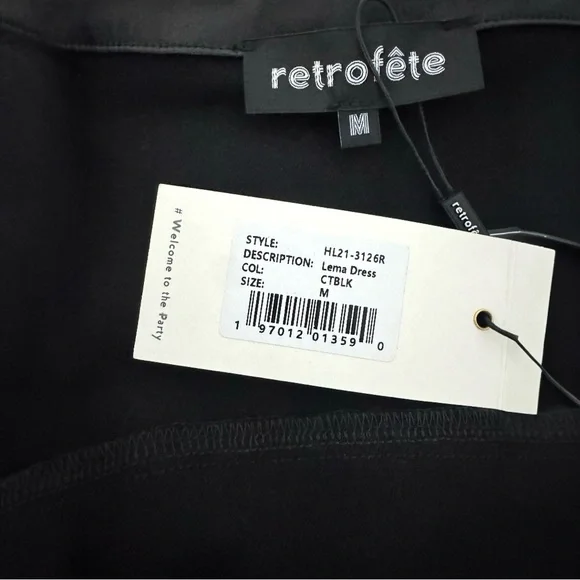 retrofête
M
retrofête
# Welcome to the Party
STYLE: HL21-3126R
DESCRIPTION: Lema Dress
COL: CTBLK
SIZE: M
1 97012 01359 0